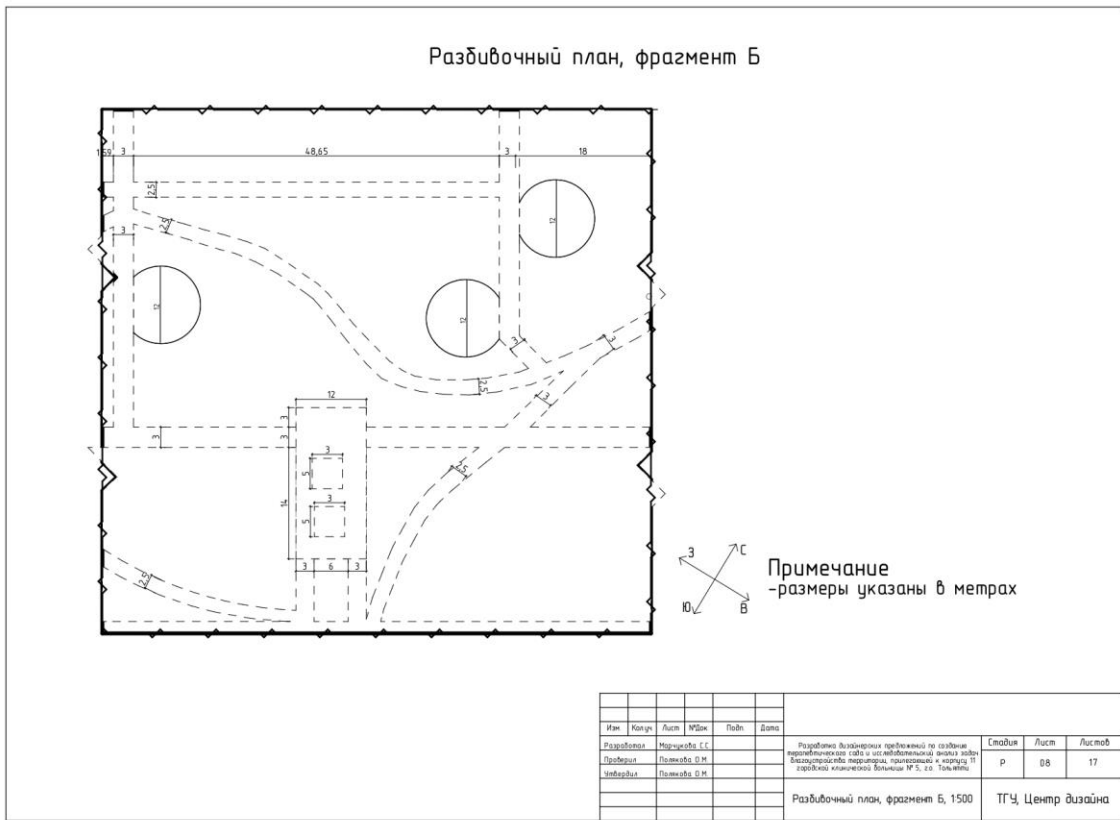 Разбивочный план, фрагмент Б
1,59 3 48,65 3 18
2,5
2,5
3
12
12
12
3
3
2,5
3
12
3
3
3
3
5
14
3
5
2,5
3 6 3
2,5
З
С
Ю
В
Примечание
-размеры указаны в метрах
Изм Кол.уч Лист №Док Подп. Дата
Разработал Марчукова С.С.
Проверил Полякова О.М.
Утвердил Полякова О.М.
Разработка дизайнерских предложений по созданию
терапевтического сада и исследовательский анализ задач
благоустройства территории, прилегающей к корпусу 11
городской клинической больницы № 5, г.о. Тольятти
Стадия Лист Листов
Р 08 17
Разбивочный план, фрагмент Б, 1:500
ТГУ, Центр дизайна